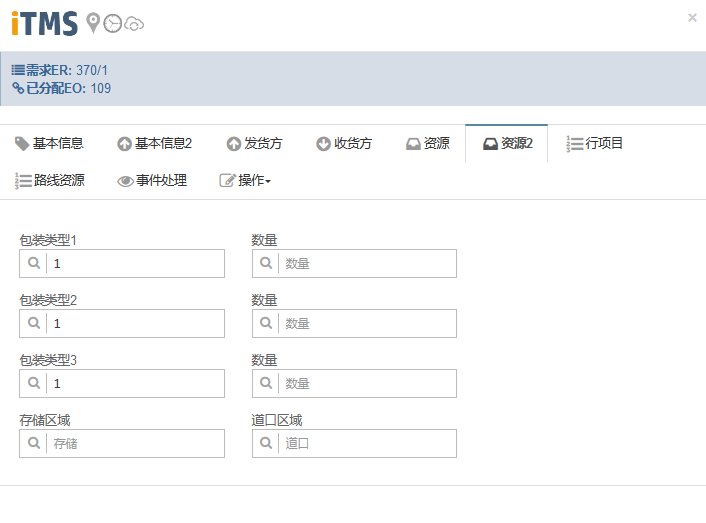 iTMS
×
需求ER: 370/1
已分配EO: 109
基本信息 基本信息2 发货方 收货方 资源 资源2 行项目
路线资源 事件处理 操作
包装类型1 数量
1 数量
包装类型2 数量
1 数量
包装类型3 数量
1 数量
存储区域 道口区域
存储 道口